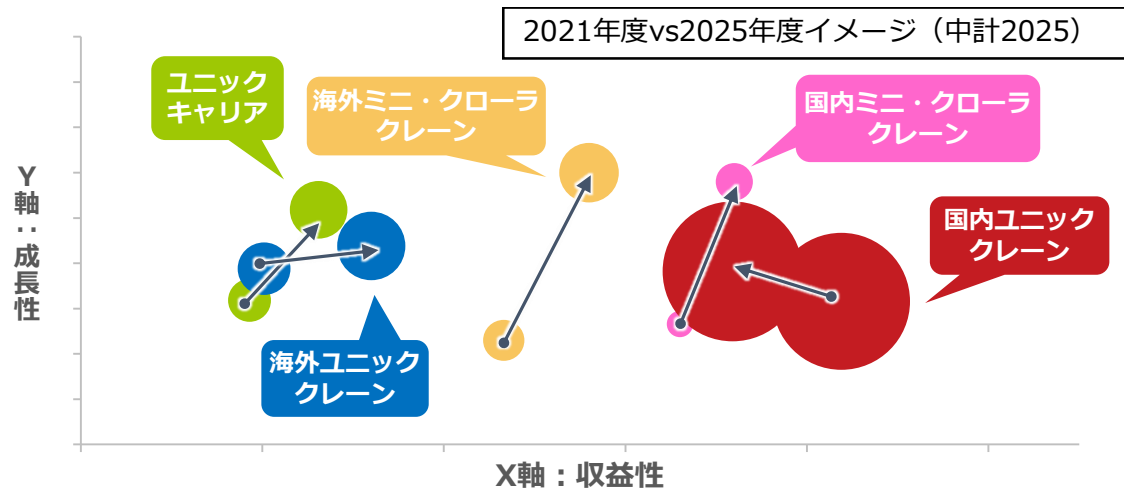 2021年度vs2025年度イメージ（中計2025）
ユニック
キャリア
海外ミニ・クローラ
クレーン
国内ミニ・クローラ
クレーン
Y軸：成長性
国内ユニック
クレーン
海外ユニック
クレーン
X軸：収益性